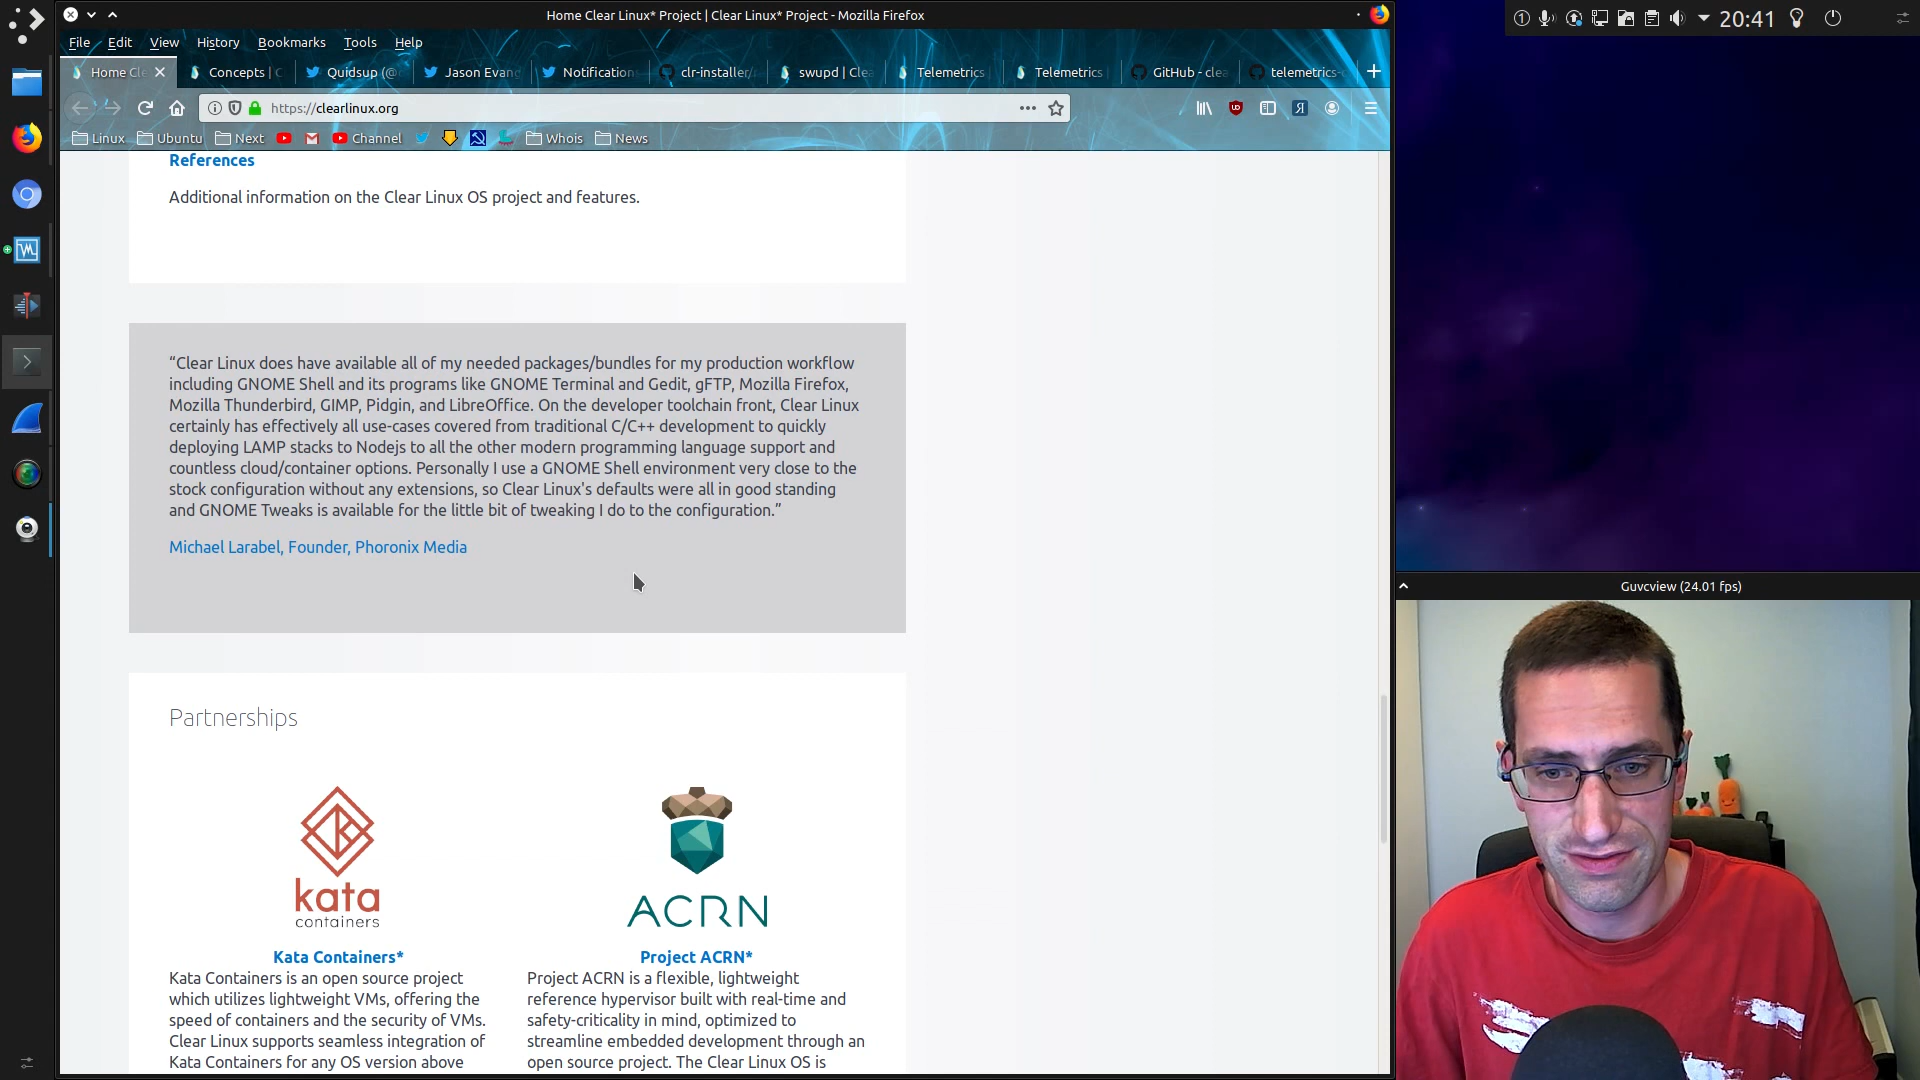 Home Clear Linux* Project | Clear Linux* Project - Mozilla Firefox
20:41
File Edit View History Bookmarks Tools Help
Home Cle
Concepts | C
Quidsup (@c
Jason Evang
Notification
clr-installer/
swupd | Clea
Telemetrics
Telemetrics
GitHub - clea
telemetrics-c
https://clearlinux.org
Linux Ubuntu Next Channel Whois News
References
Additional information on the Clear Linux OS project and features.
“Clear Linux does have available all of my needed packages/bundles for my production workflow
including GNOME Shell and its programs like GNOME Terminal and Gedit, gFTP, Mozilla Firefox,
Mozilla Thunderbird, GIMP, Pidgin, and LibreOffice. On the developer toolchain front, Clear Linux
certainly has effectively all use-cases covered from traditional C/C++ development to quickly
deploying LAMP stacks to Nodejs to all the other modern programming language support and
countless cloud/container options. Personally I use a GNOME Shell environment very close to the
stock configuration without any extensions, so Clear Linux's defaults were all in good standing
and GNOME Tweaks is available for the little bit of tweaking I do to the configuration.”
Michael Larabel, Founder, Phoronix Media
Guvcview (24.01 fps)
Partnerships
kata
containers
ACRN
Kata Containers*
Kata Containers is an open source project
which utilizes lightweight VMs, offering the
speed of containers and the security of VMs.
Clear Linux supports seamless integration of
Kata Containers for any OS version above
Project ACRN*
Project ACRN is a flexible, lightweight
reference hypervisor built with real-time and
safety-criticality in mind, optimized to
streamline embedded development through an
open source project. The Clear Linux OS is